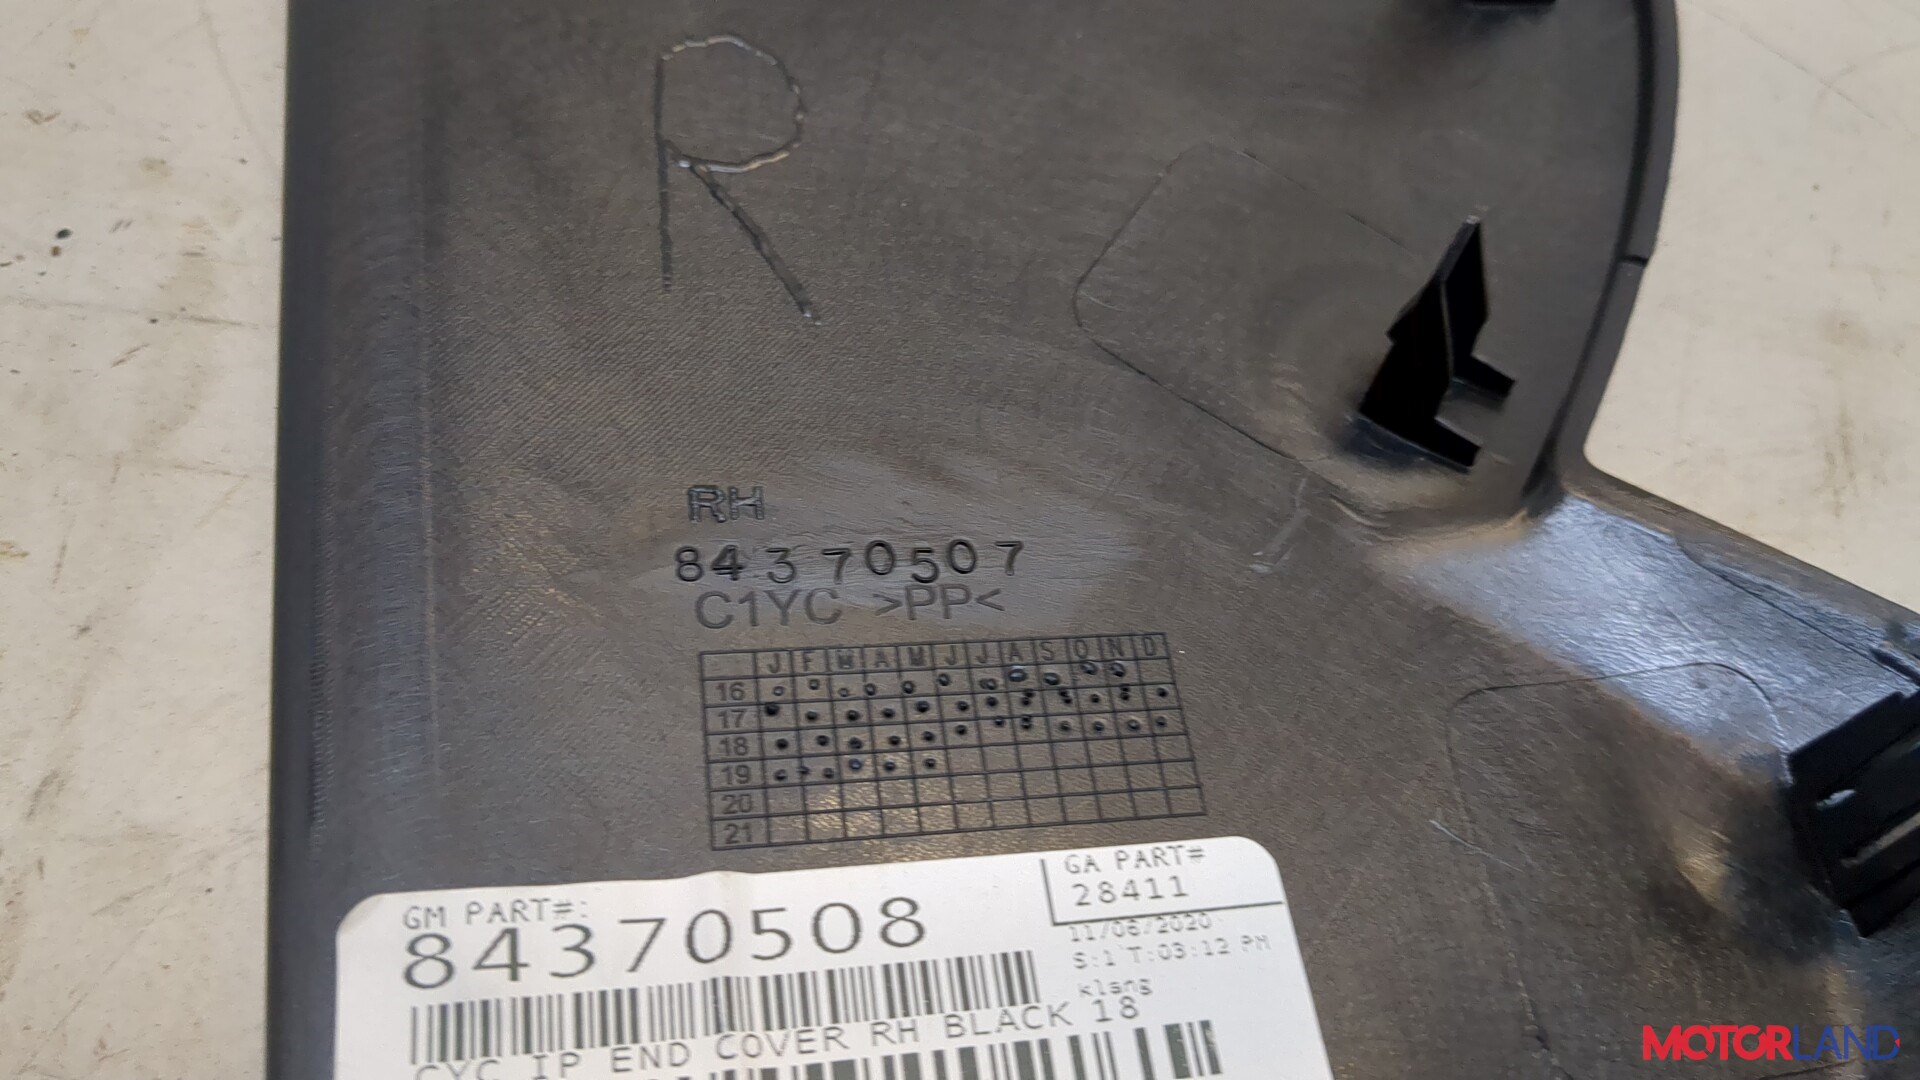 R
RH
84370507
C1YC >PP<
J F M A M J J A S O N D
16
17
18
19
20
21
GM PART#:
84370508
GA PART#
28411
11/06/2020
S:1 T:03:12 PM
klang
CYC IP END COVER RH BLACK 18
MOTORLAND